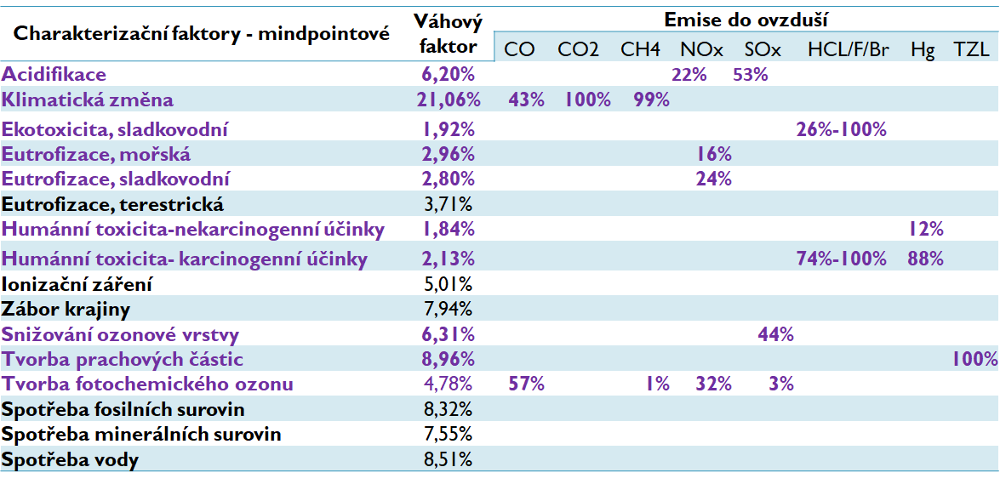 Charakterizační faktory - mindpointové Váhový faktor Emise do ovzduší
CO CO2 CH4 NOx SOx HCL/F/Br Hg TZL
Acidifikace 6,20% 22% 53%
Klimatická změna 21,06% 43% 100% 99%
Ekotoxicita, sladkovodní 1,92% 26%-100%
Eutrofizace, mořská 2,96% 16%
Eutrofizace, sladkovodní 2,80% 24%
Eutrofizace, terestrická 3,71%
Humánní toxicita-nekarcinogenní účinky 1,84% 12%
Humánní toxicita- karcinogenní účinky 2,13% 74%-100% 88%
Ionizační záření 5,01%
Zábor krajiny 7,94%
Snižování ozonové vrstvy 6,31% 44%
Tvorba prachových částic 8,96% 100%
Tvorba fotochemického ozonu 4,78% 57% 1% 32% 3%
Spotřeba fosilních surovin 8,32%
Spotřeba minerálních surovin 7,55%
Spotřeba vody 8,51%